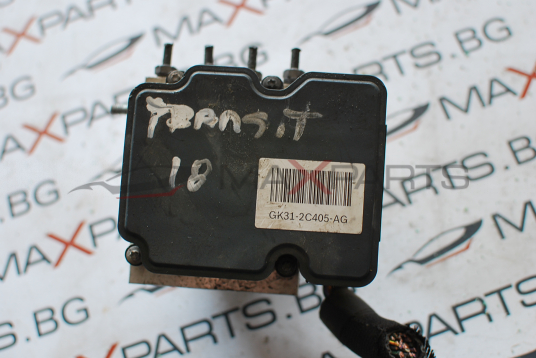 TRANSIT
18
GK31-2C405-AG
MAXPARTS.BG